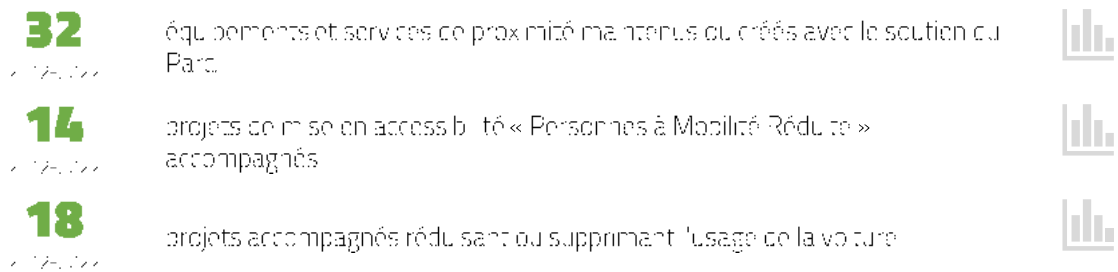 32
équipements et services de proximité maintenus ou créés avec le soutien du
Parc
14
projets de mise en accessibilité « Personnes à Mobilité Réduite »
accompagnés
18
projets accompagnés réduisant ou supprimant l'usage de la voiture